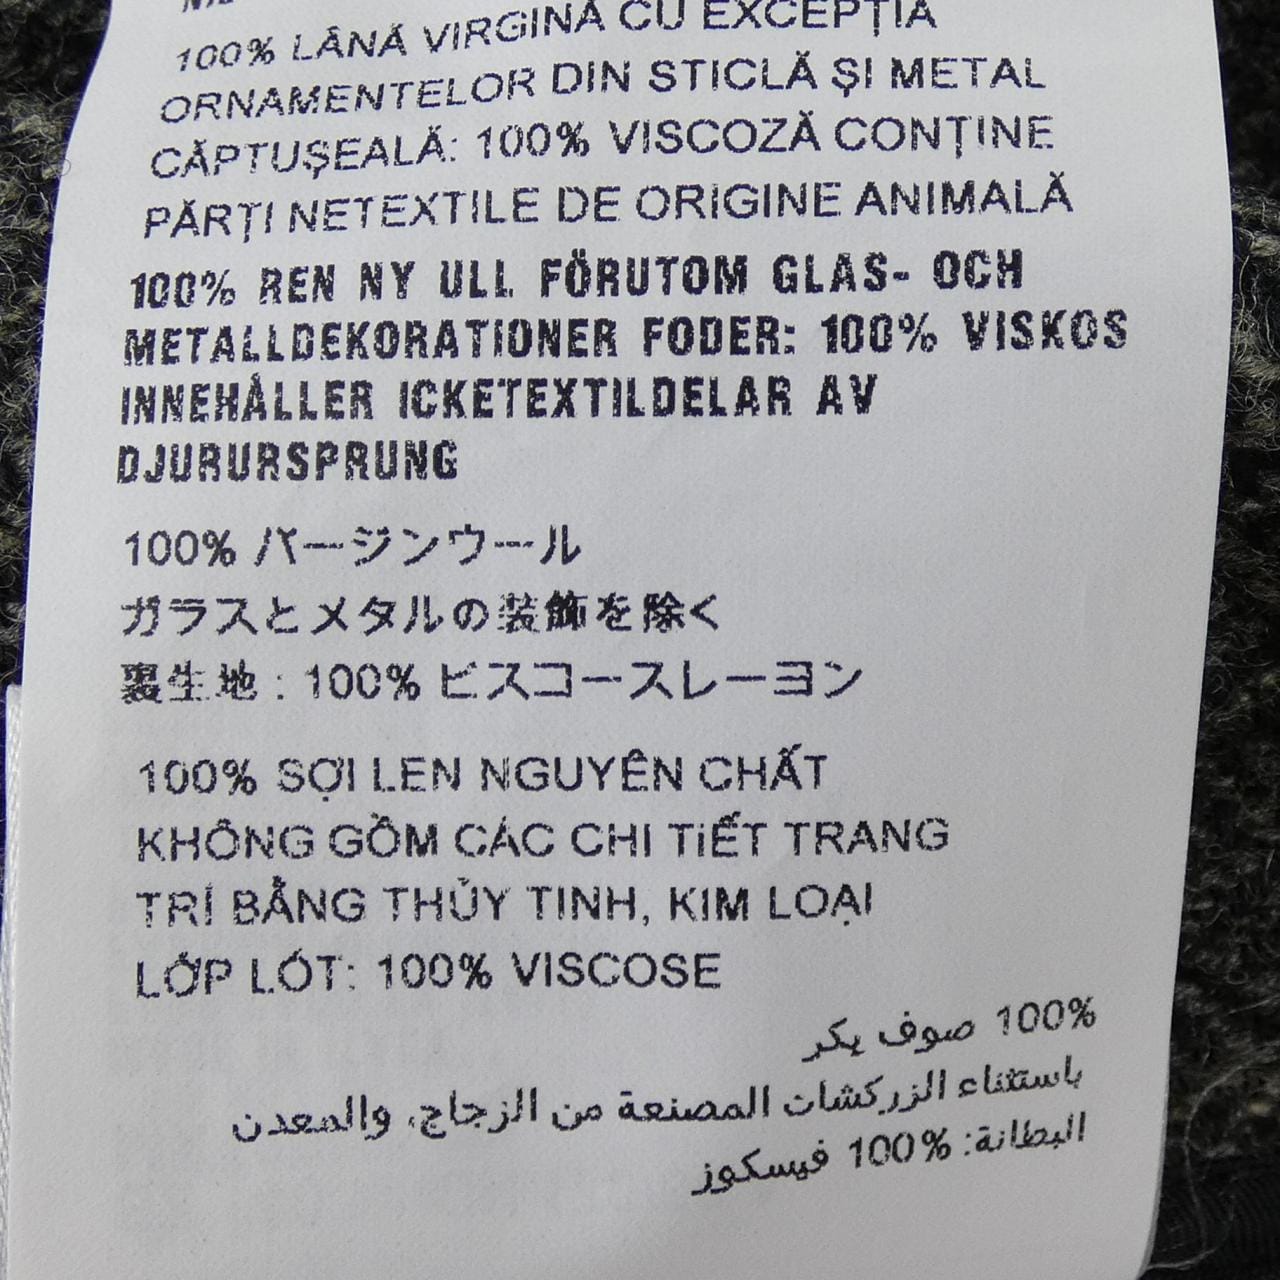 100% LÂNĂ VIRGINĂ CU EXCEPȚIA
ORNAMENTELOR DIN STICLĂ ȘI METAL
CĂPTUȘEALĂ: 100% VISCOZĂ CONȚINE
PĂRȚI NETEXTILE DE ORIGINE ANIMALĂ
100% REN NY ULL FÖRUTOM GLAS- OCH
METALLDEKORATIONER FODER: 100% VISKOS
INNEHÅLLER ICKETEXTILDELAR AV
DJURURSPRUNG
100% バージンウール
ガラスとメタルの装飾を除く
裏生地 : 100% ビスコースレーヨン
100% SỢI LEN NGUYÊN CHẤT
KHÔNG GỒM CÁC CHI TiẾT TRANG
TRÍ BẰNG THỦY TINH, KIM LOẠI
LỚP LÓT: 100% VISCOSE
100% صوف بكر
باستثناء الزركشات المصنعة من الزجاج، والمعدن
البطانة: 100% فيسكوز